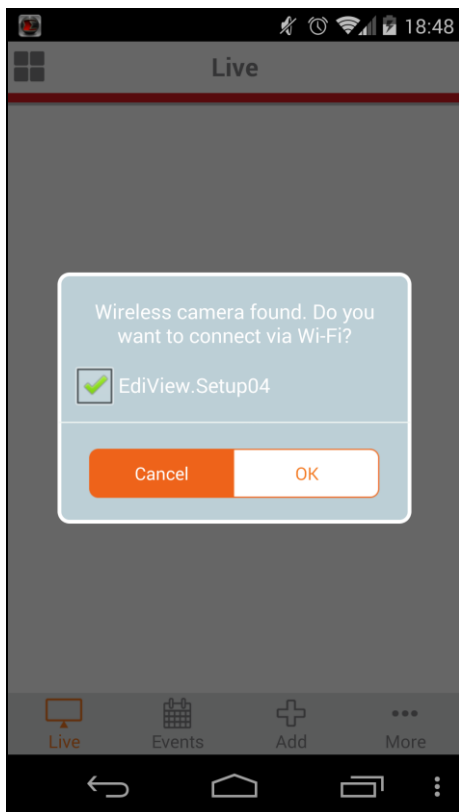 18:48
Live
Wireless camera found. Do you
want to connect via Wi-Fi?
EdiView.Setup04
Cancel OK
Live Events Add More